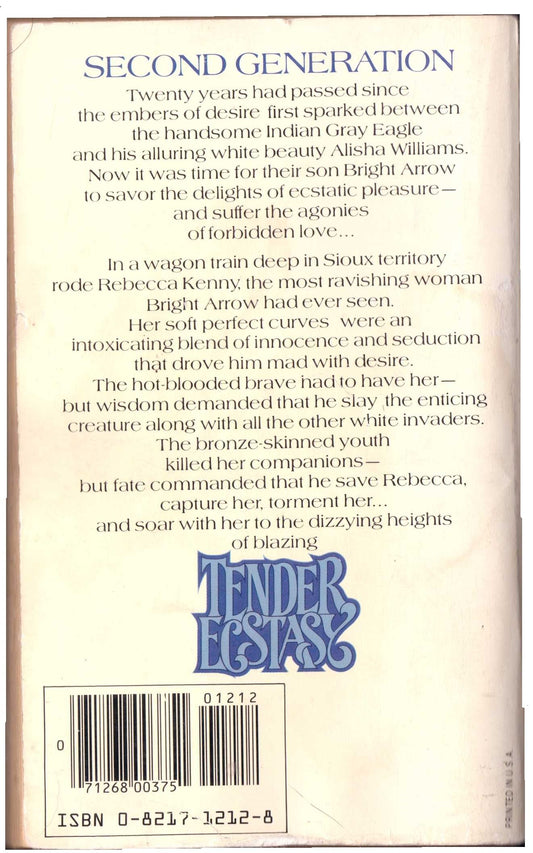 SECOND GENERATION
Twenty years had passed since
the embers of desire first sparked between
the handsome Indian Gray Eagle
and his alluring white beauty Alisha Williams.
Now it was time for their son Bright Arrow
to savor the delights of ecstatic pleasure—
and suffer the agonies
of forbidden love...
In a wagon train deep in Sioux territory
rode Rebecca Kenny, the most ravishing woman
Bright Arrow had ever seen.
Her soft perfect curves were an
intoxicating blend of innocence and seduction
that drove him mad with desire.
The hot-blooded brave had to have her—
but wisdom demanded that he slay the enticing
creature along with all the other white invaders.
The bronze-skinned youth
killed her companions—
but fate commanded that he save Rebecca,
capture her, torment her...
and soar with her to the dizzying heights
of blazing
TENDER
ECSTASY
01212
0
71268 00375
ISBN 0-8217-1212-8
PRINTED IN U.S.A.